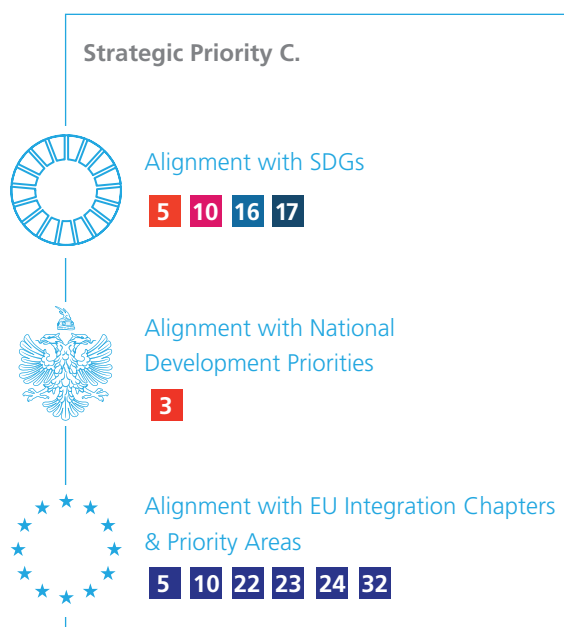 Strategic Priority C.
Alignment with SDGs
5 10 16 17
Alignment with National
Development Priorities
3
Alignment with EU Integration Chapters
& Priority Areas
5 10 22 23 24 32